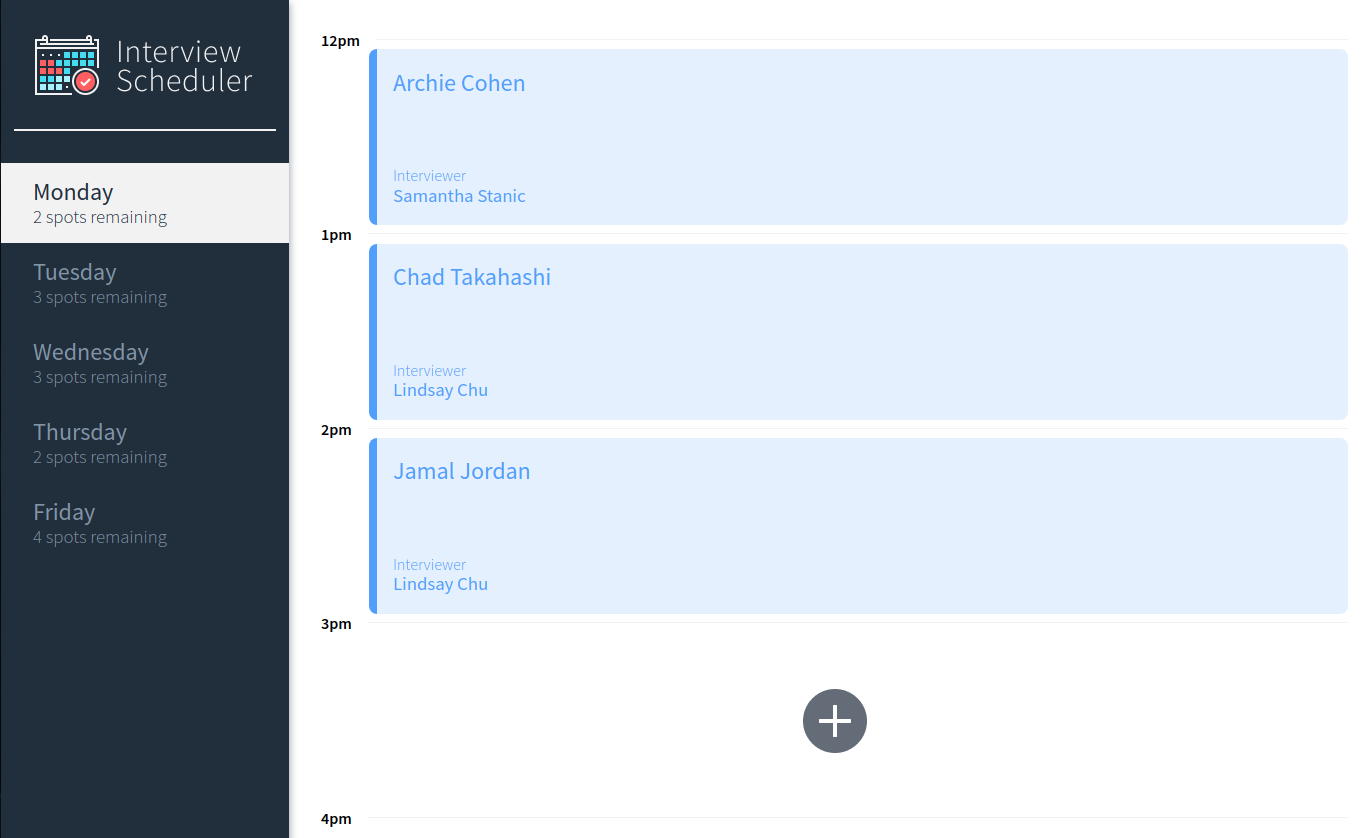 Interview
Scheduler
Monday
2 spots remaining
Tuesday
3 spots remaining
Wednesday
3 spots remaining
Thursday
2 spots remaining
Friday
4 spots remaining
12pm
Archie Cohen
Interviewer
Samantha Stanic
1pm
Chad Takahashi
Interviewer
Lindsay Chu
2pm
Jamal Jordan
Interviewer
Lindsay Chu
3pm
4pm